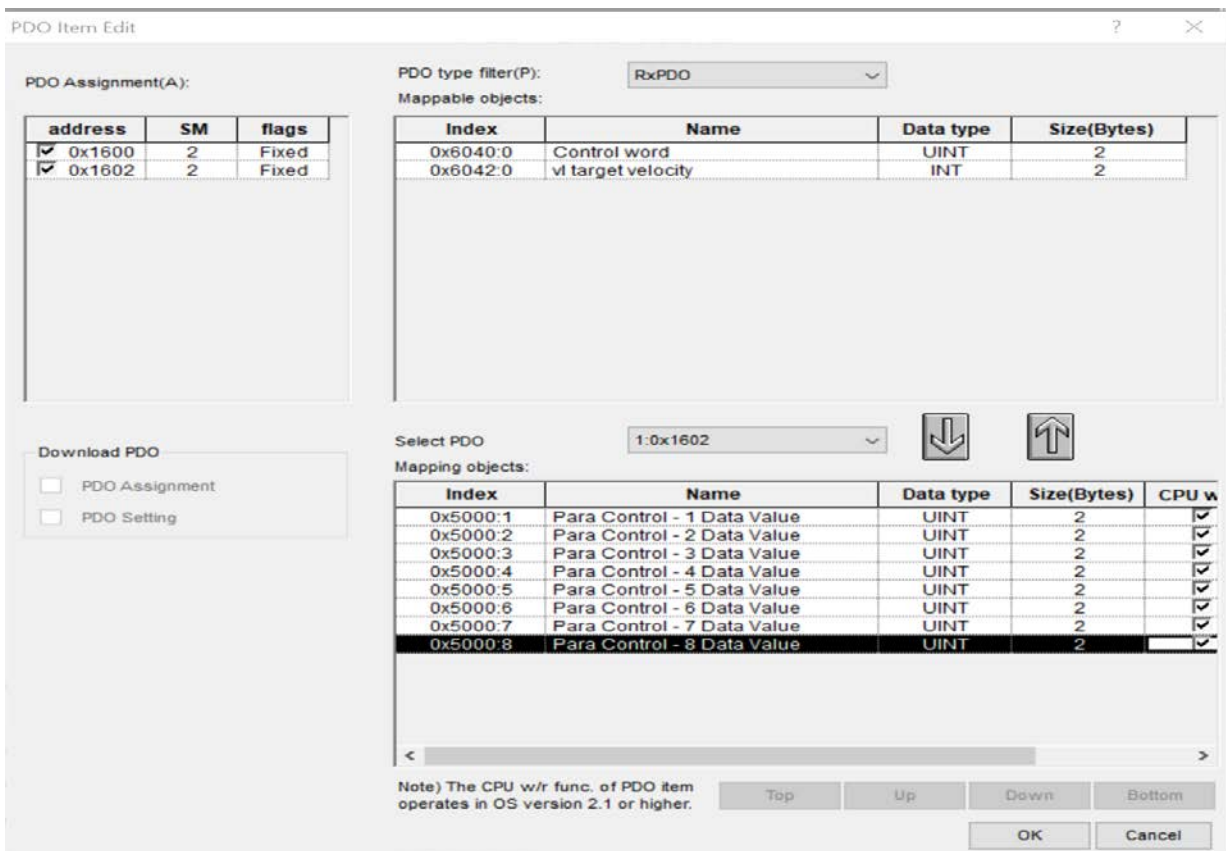 PDO Item Edit
PDO Assignment(A):
address SM flags
0x1600 2 Fixed
0x1602 2 Fixed
PDO type filter(P): RxPDO
Mappable objects:
Index Name Data type Size(Bytes)
0x6040:0 Control word UINT 2
0x6042:0 vl target velocity INT 2
Download PDO
PDO Assignment
PDO Setting
Select PDO 1:0x1602
Mapping objects:
Index Name Data type Size(Bytes) CPU w
0x5000:1 Para Control - 1 Data Value UINT 2
0x5000:2 Para Control - 2 Data Value UINT 2
0x5000:3 Para Control - 3 Data Value UINT 2
0x5000:4 Para Control - 4 Data Value UINT 2
0x5000:5 Para Control - 5 Data Value UINT 2
0x5000:6 Para Control - 6 Data Value UINT 2
0x5000:7 Para Control - 7 Data Value UINT 2
0x5000:8 Para Control - 8 Data Value UINT 2
Note) The CPU w/r func. of PDO item
operates in OS version 2.1 or higher.
Top Up Down Bottom
OK Cancel